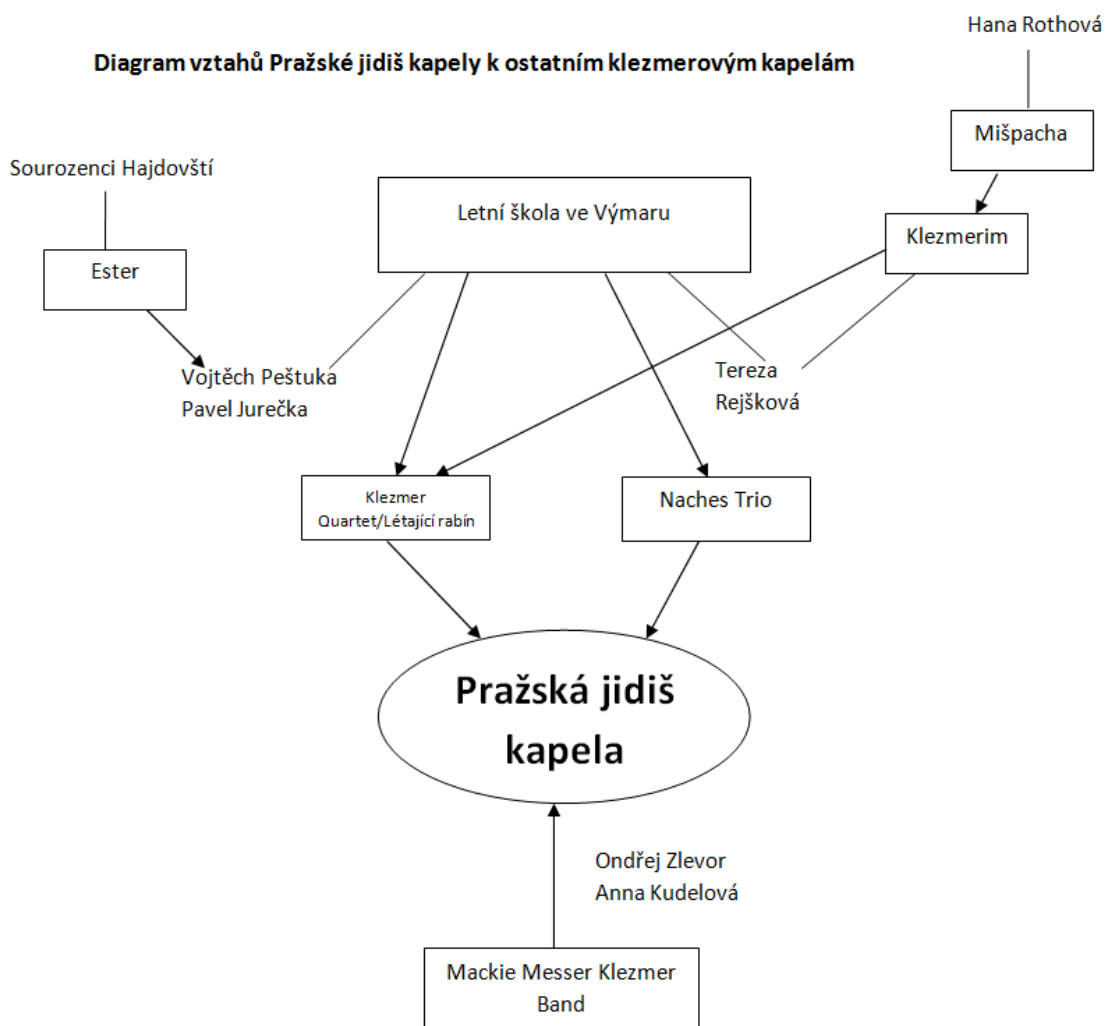 Hana Rothová
Diagram vztahů Pražské jidiš kapely k ostatním klezmerovým kapelám
Mišpacha
Sourozenci Hajdovští
Letní škola ve Výmaru
Klezmerim
Ester
Vojtěch Peštuka
Pavel Jurečka
Tereza
Rejšková
Klezmer
Quartet/Létající rabín
Naches Trio
Pražská jidiš
kapela
Ondřej Zlevor
Anna Kudelová
Mackie Messer Klezmer
Band